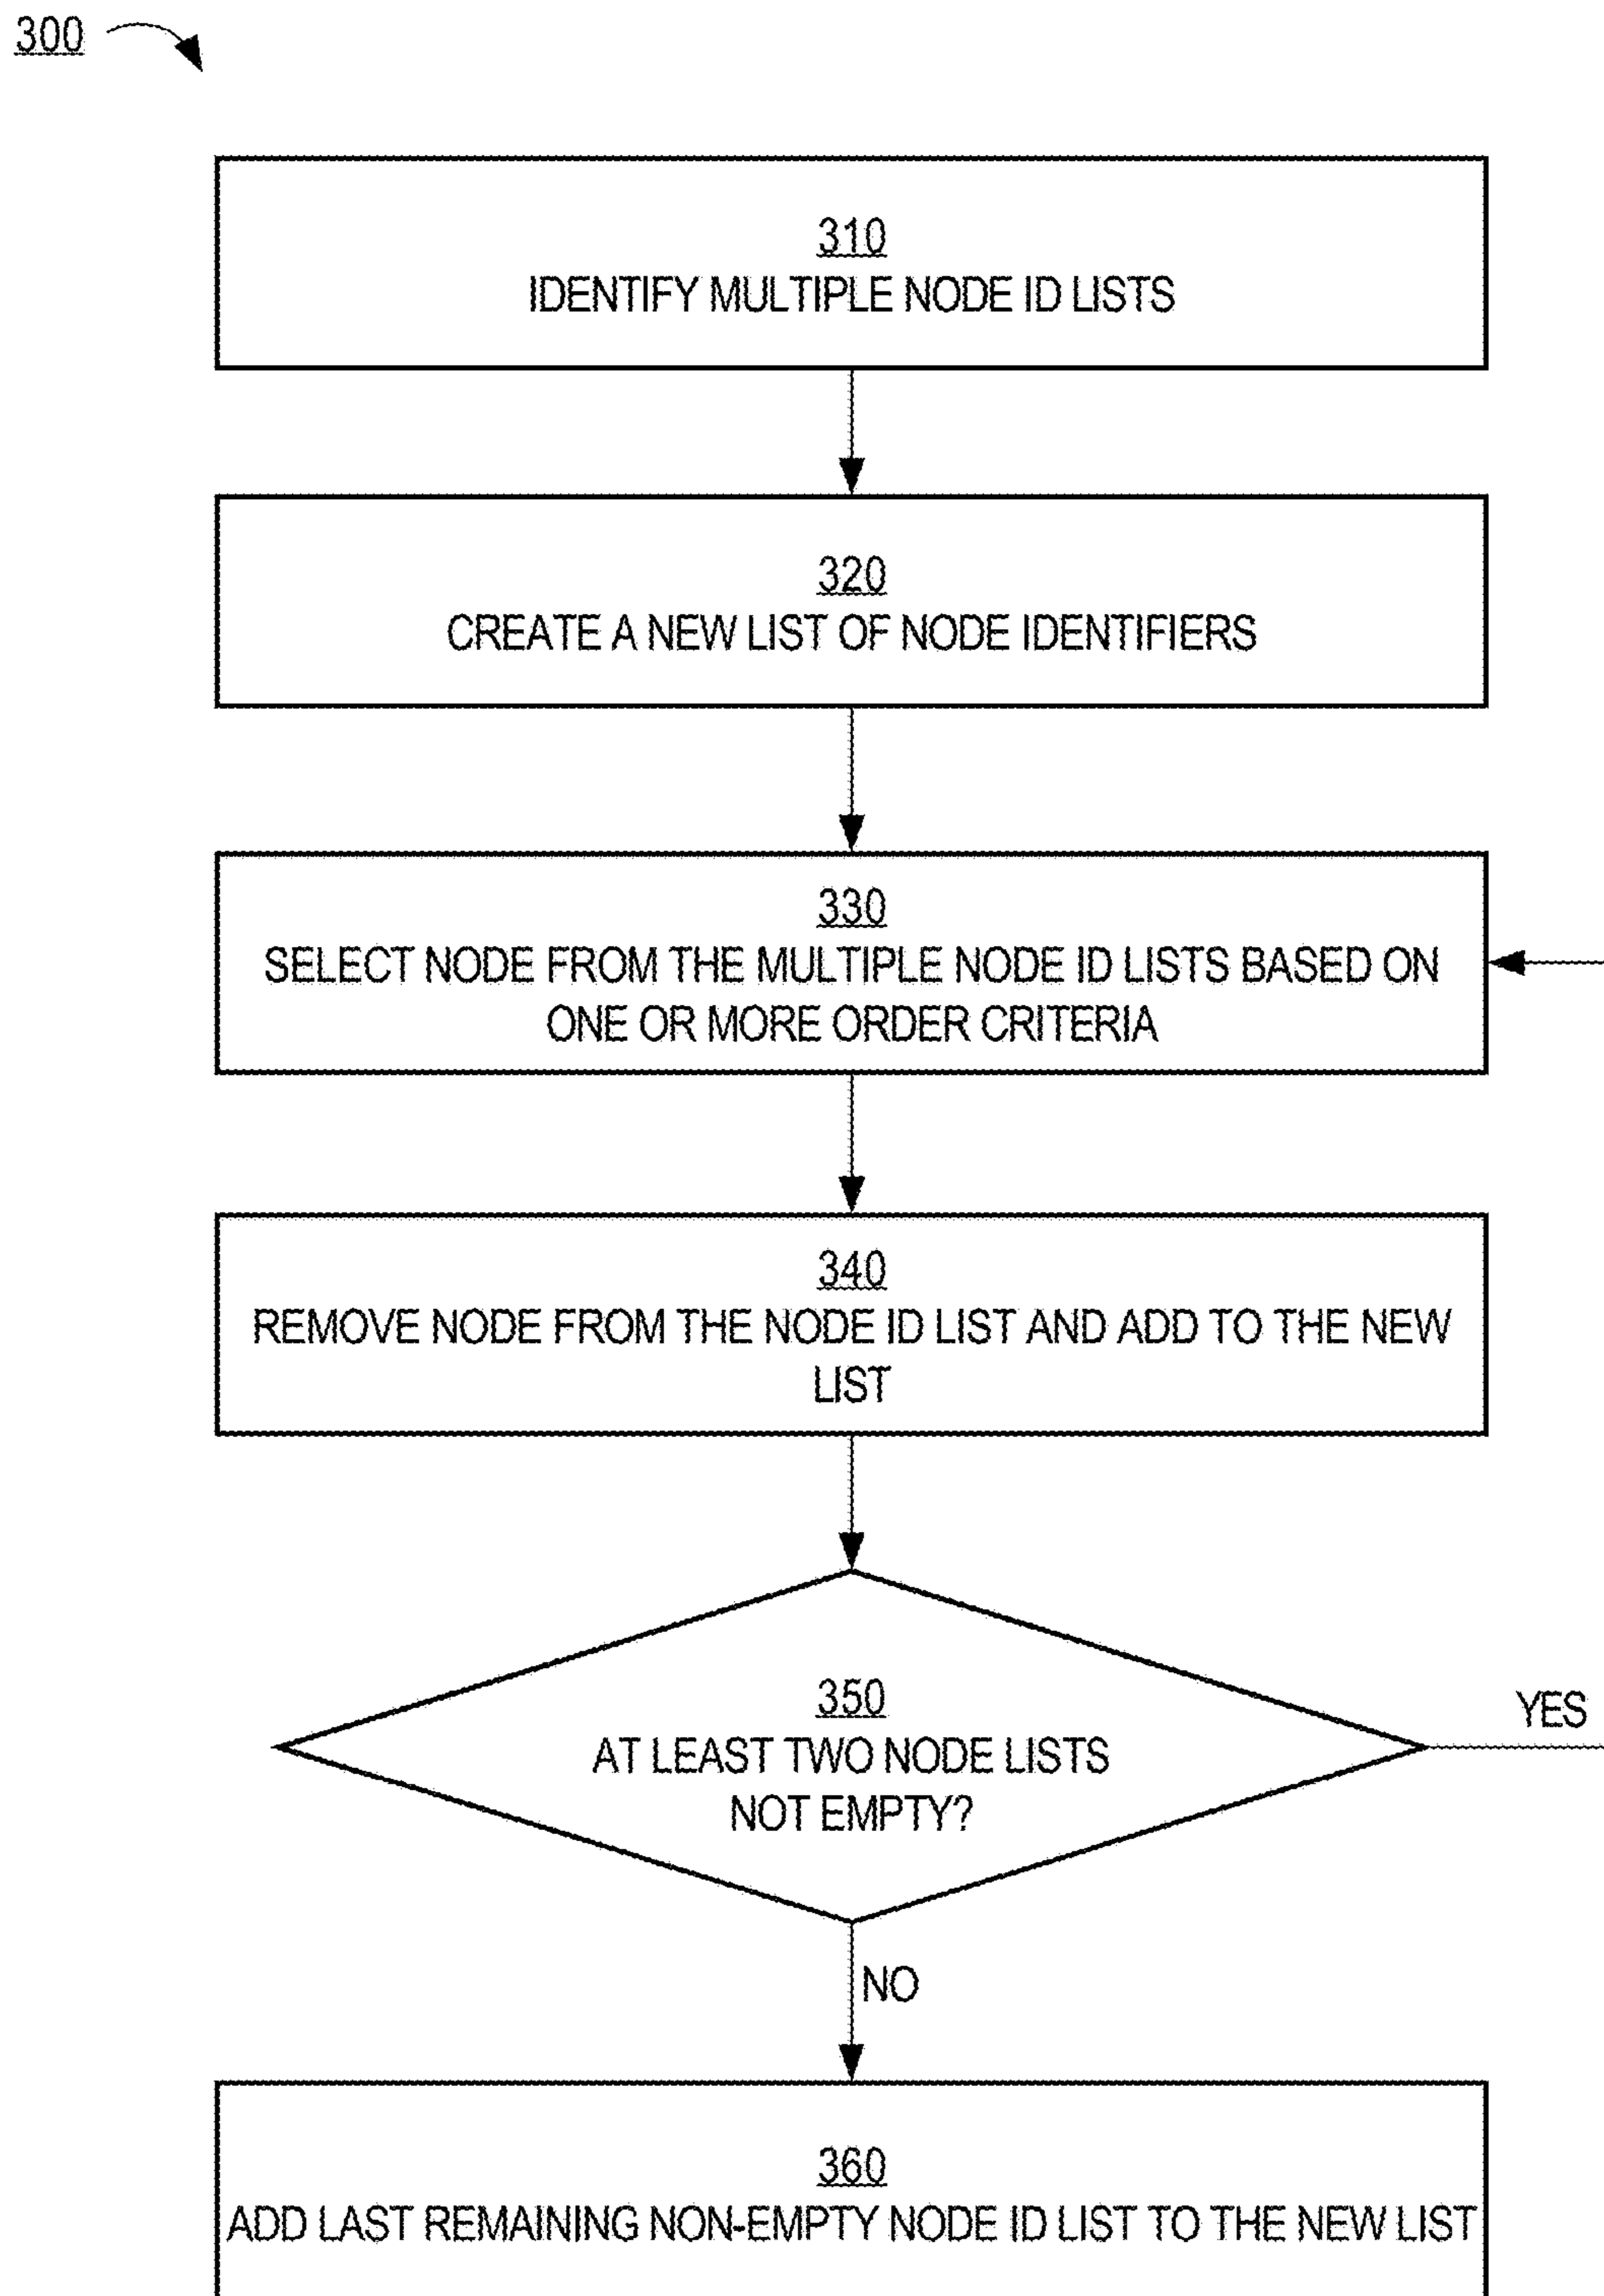 300
310
IDENTIFY MULTIPLE NODE ID LISTS
320
CREATE A NEW LIST OF NODE IDENTIFIERS
330
SELECT NODE FROM THE MULTIPLE NODE ID LISTS BASED ON
ONE OR MORE ORDER CRITERIA
340
REMOVE NODE FROM THE NODE ID LIST AND ADD TO THE NEW
LIST
350
AT LEAST TWO NODE LISTS
NOT EMPTY?
YES
NO
360
ADD LAST REMAINING NON-EMPTY NODE ID LIST TO THE NEW LIST